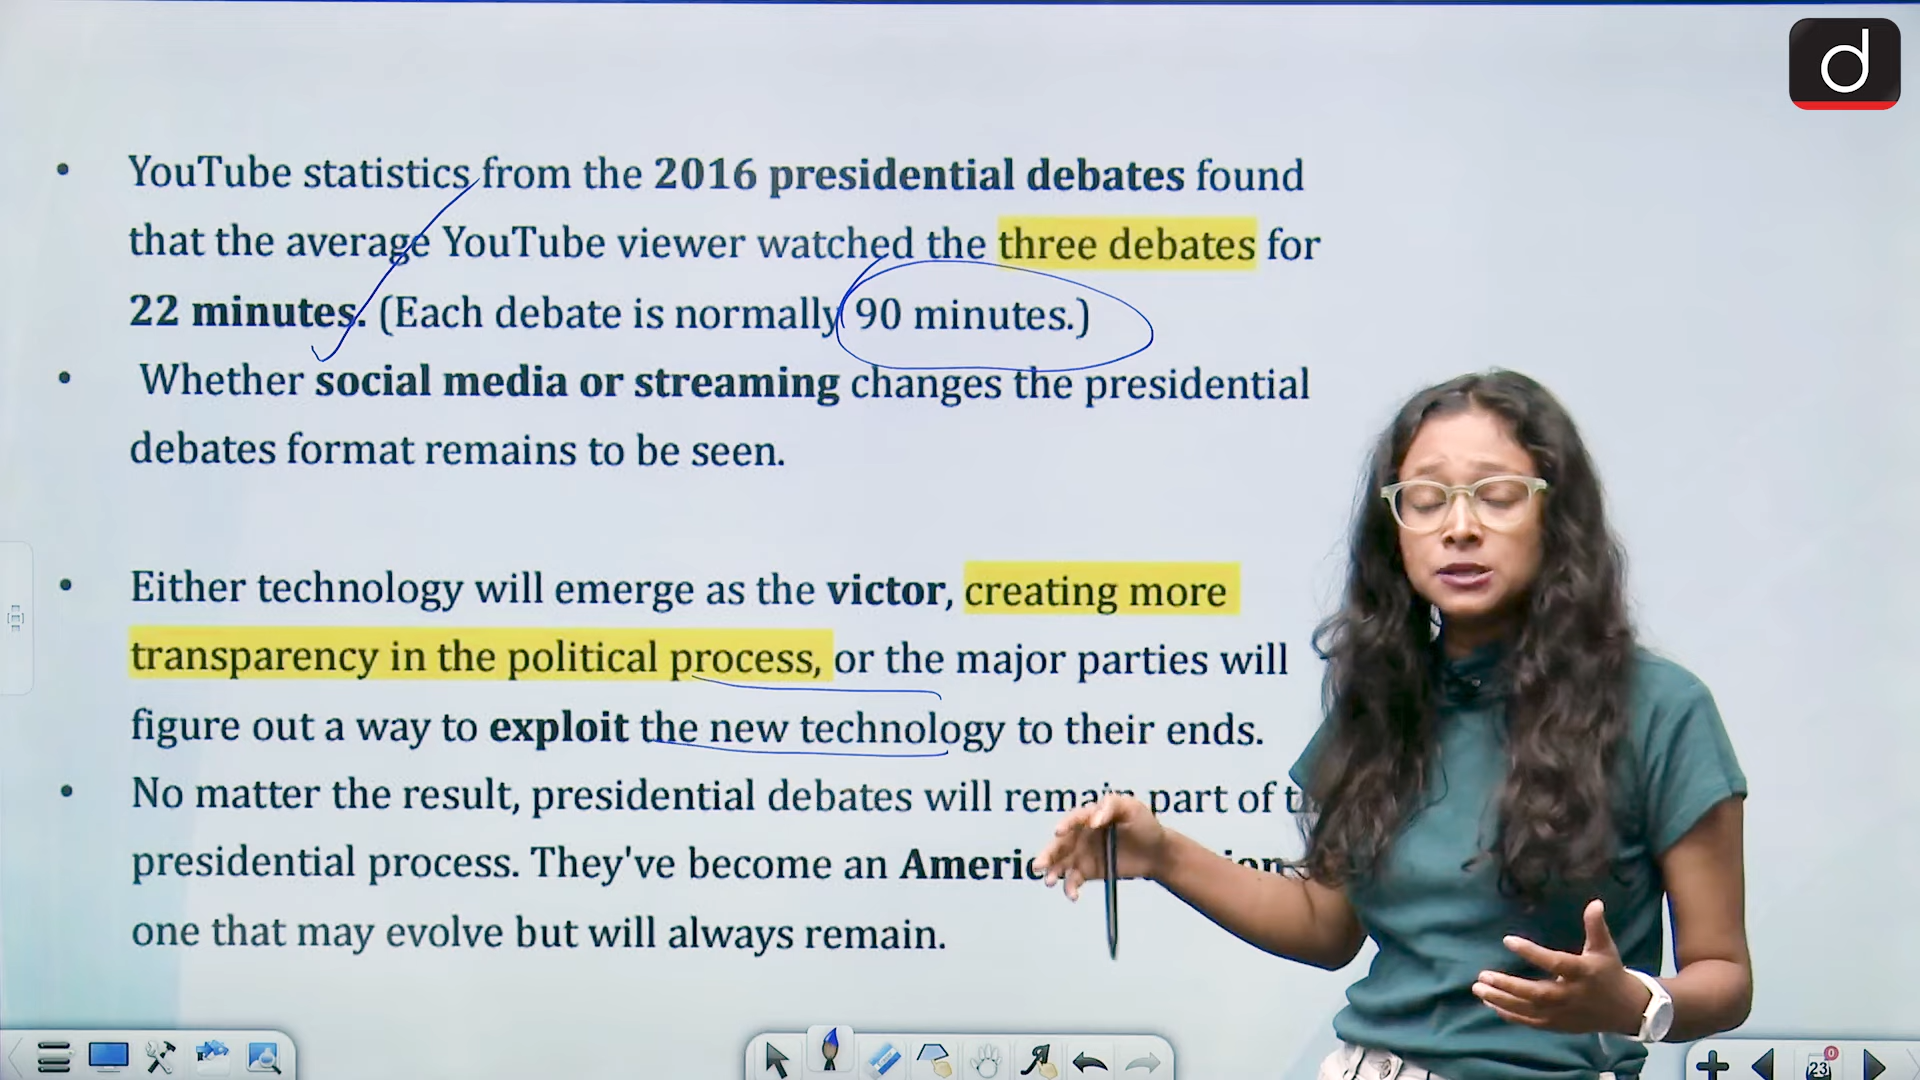 d
• YouTube statistics from the 2016 presidential debates found
that the average YouTube viewer watched the three debates for
22 minutes. (Each debate is normally 90 minutes.)
• Whether social media or streaming changes the presidential
debates format remains to be seen.
• Either technology will emerge as the victor, creating more
transparency in the political process, or the major parties will
figure out a way to exploit the new technology to their ends.
• No matter the result, presidential debates will remain part of
presidential process. They've become an
one that may evolve but will always remain.
23
0